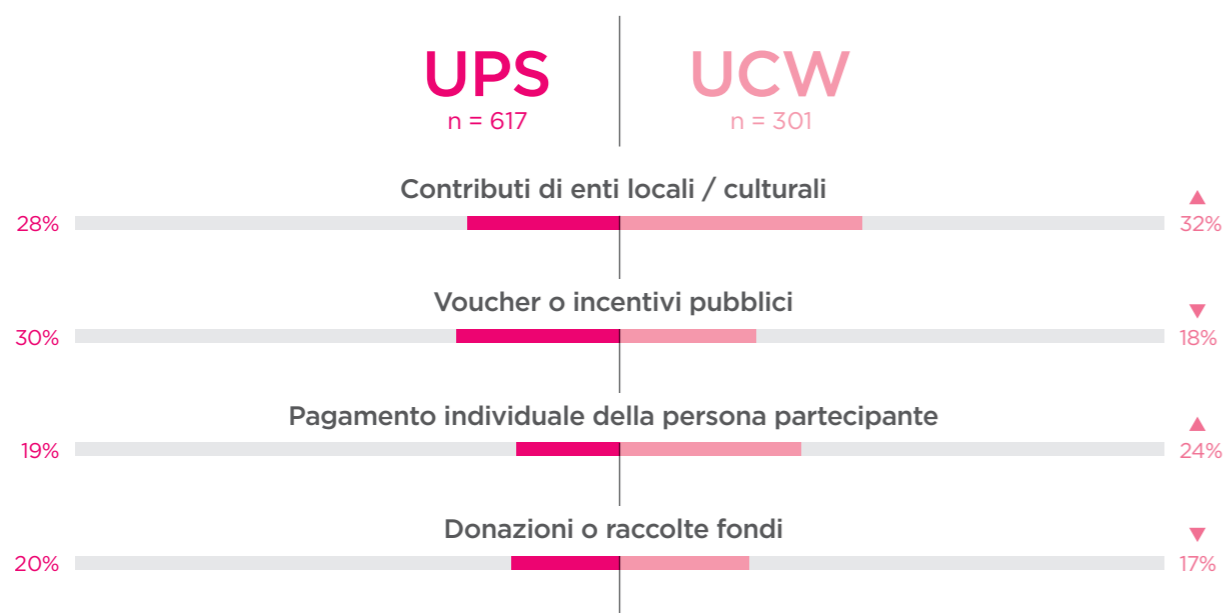 UPS UCW
n = 617 n = 301
Contributi di enti locali / culturali
28% ▲ 32%
Voucher o incentivi pubblici
30% ▼ 18%
Pagamento individuale della persona partecipante
19% ▲ 24%
Donazioni o raccolte fondi
20% ▼ 17%